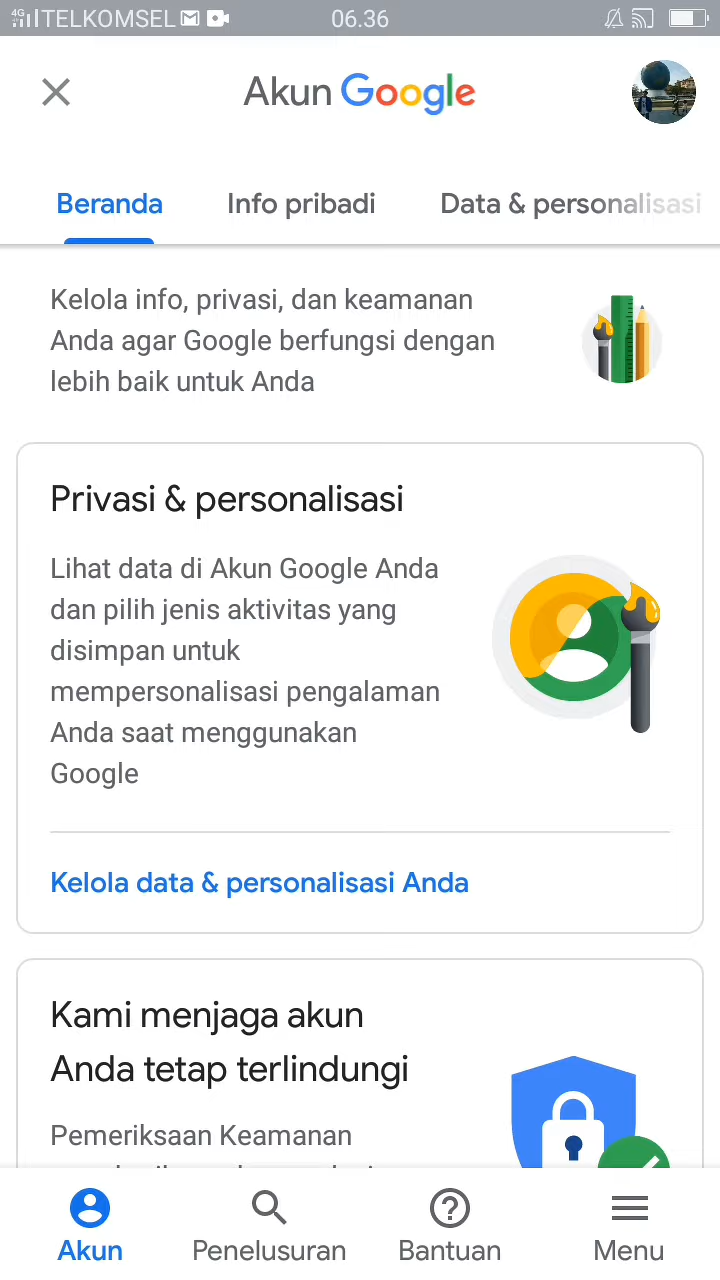 4G TELKOMSEL 06.36
Akun Google
Beranda Info pribadi Data & personalisasi
Kelola info, privasi, dan keamanan
Anda agar Google berfungsi dengan
lebih baik untuk Anda
Privasi & personalisasi
Lihat data di Akun Google Anda
dan pilih jenis aktivitas yang
disimpan untuk
mempersonalisasi pengalaman
Anda saat menggunakan
Google
Kelola data & personalisasi Anda
Kami menjaga akun
Anda tetap terlindungi
Pemeriksaan Keamanan
Akun Penelusuran Bantuan Menu